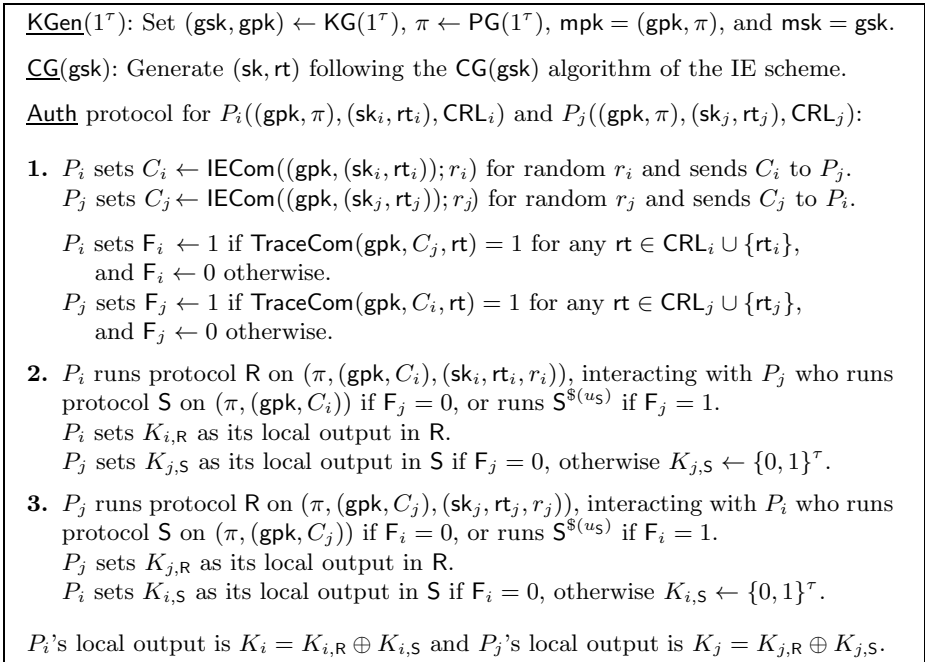 KGen(1^τ): Set (gsk, gpk) ← KG(1^τ), π ← PG(1^τ), mpk = (gpk, π), and msk = gsk.
CG(gsk): Generate (sk, rt) following the CG(gsk) algorithm of the IE scheme.
Auth protocol for P_i((gpk, π), (sk_i, rt_i), CRL_i) and P_j((gpk, π), (sk_j, rt_j), CRL_j):
1. P_i sets C_i ← IECom((gpk, (sk_i, rt_i)); r_i) for random r_i and sends C_i to P_j.
P_j sets C_j ← IECom((gpk, (sk_j, rt_j)); r_j) for random r_j and sends C_j to P_i.
P_i sets F_i ← 1 if TraceCom(gpk, C_j, rt) = 1 for any rt ∈ CRL_i ∪ {rt_i},
and F_i ← 0 otherwise.
P_j sets F_j ← 1 if TraceCom(gpk, C_i, rt) = 1 for any rt ∈ CRL_j ∪ {rt_j},
and F_j ← 0 otherwise.
2. P_i runs protocol R on (π, (gpk, C_i), (sk_i, rt_i, r_i)), interacting with P_j who runs
protocol S on (π, (gpk, C_i)) if F_j = 0, or runs S^$(u_S) if F_j = 1.
P_i sets K_{i,R} as its local output in R.
P_j sets K_{j,S} as its local output in S if F_j = 0, otherwise K_{j,S} ← {0, 1}^τ.
3. P_j runs protocol R on (π, (gpk, C_j), (sk_j, rt_j, r_j)), interacting with P_i who runs
protocol S on (π, (gpk, C_j)) if F_i = 0, or runs S^$(u_S) if F_i = 1.
P_j sets K_{j,R} as its local output in R.
P_i sets K_{i,S} as its local output in S if F_i = 0, otherwise K_{i,S} ← {0, 1}^τ.
P_i's local output is K_i = K_{i,R} ⊕ K_{i,S} and P_j's local output is K_j = K_{j,R} ⊕ K_{j,S}.